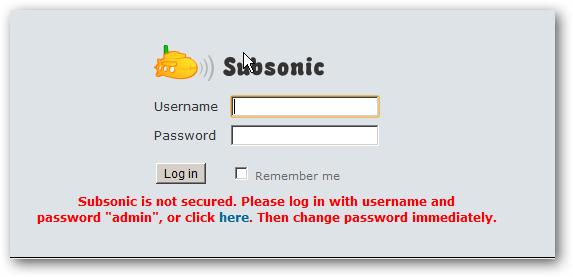 Subsonic
Username
Password
Log in Remember me
Subsonic is not secured. Please log in with username and
password "admin", or click here. Then change password immediately.